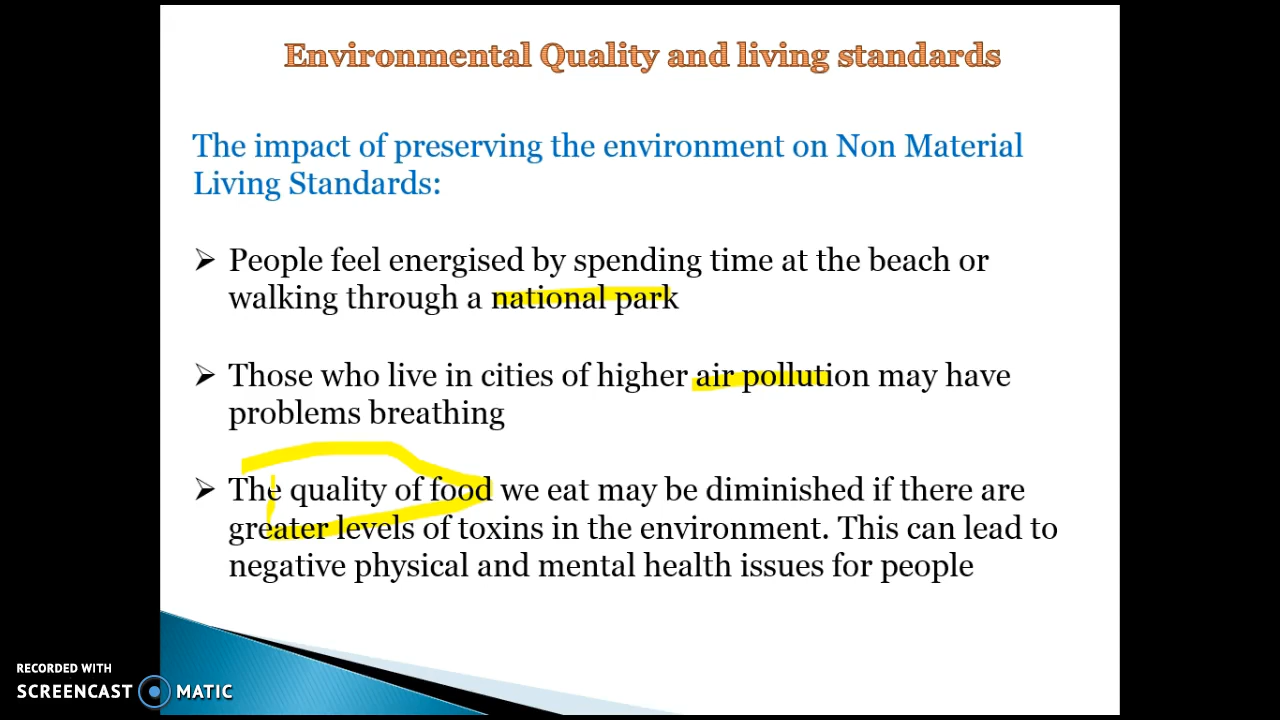 Environmental Quality and living standards
The impact of preserving the environment on Non Material
Living Standards:
➢ People feel energised by spending time at the beach or
walking through a national park
➢ Those who live in cities of higher air pollution may have
problems breathing
➢ The quality of food we eat may be diminished if there are
greater levels of toxins in the environment. This can lead to
negative physical and mental health issues for people
RECORDED WITH
SCREENCAST MATIC